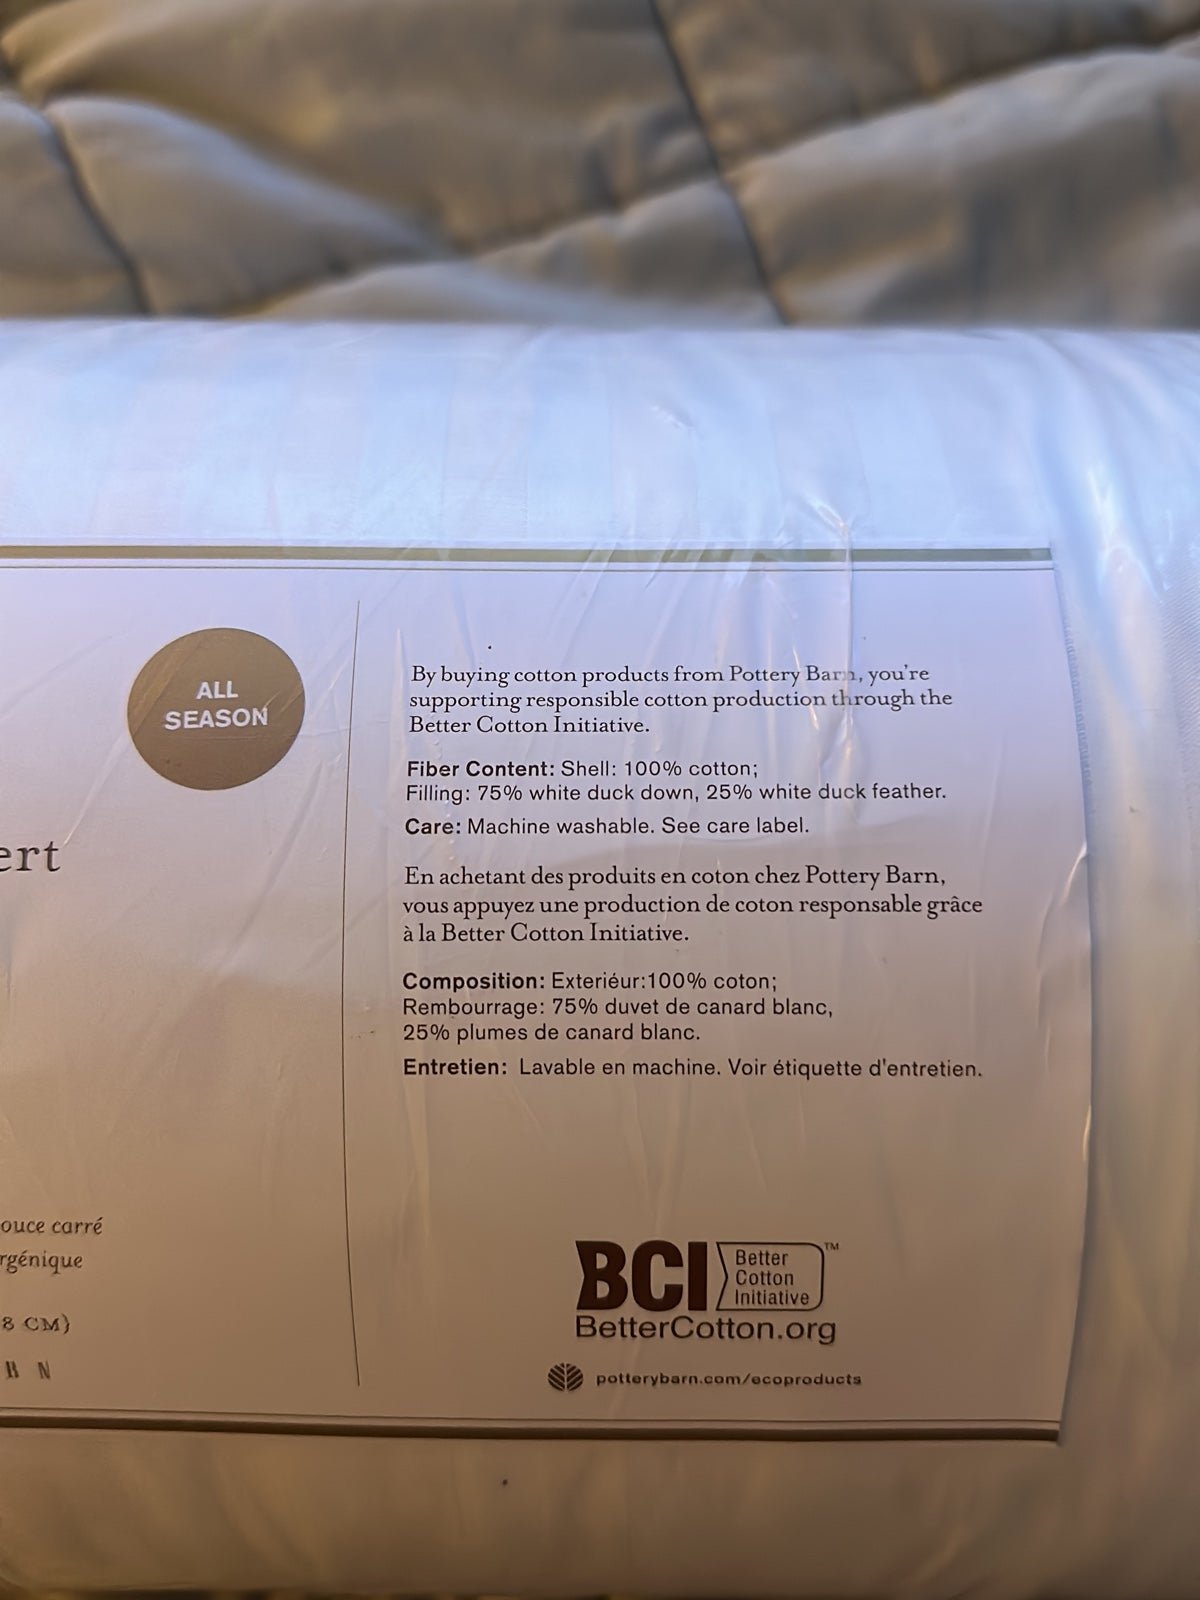 ALL
SEASON
By buying cotton products from Pottery Barn, you're
supporting responsible cotton production through the
Better Cotton Initiative.
Fiber Content: Shell: 100% cotton;
Filling: 75% white duck down, 25% white duck feather.
Care: Machine washable. See care label.
En achetant des produits en coton chez Pottery Barn,
vous appuyez une production de coton responsable grâce
à la Better Cotton Initiative.
Composition: Exteriéur:100% coton;
Rembourrage: 75% duvet de canard blanc,
25% plumes de canard blanc.
Entretien: Lavable en machine. Voir étiquette d'entretien.
ert
ouce carré
rgénique
8 CM)
B N
BCI Better
Cotton
Initiative ™
BetterCotton.org
potterybarn.com/ecoproducts